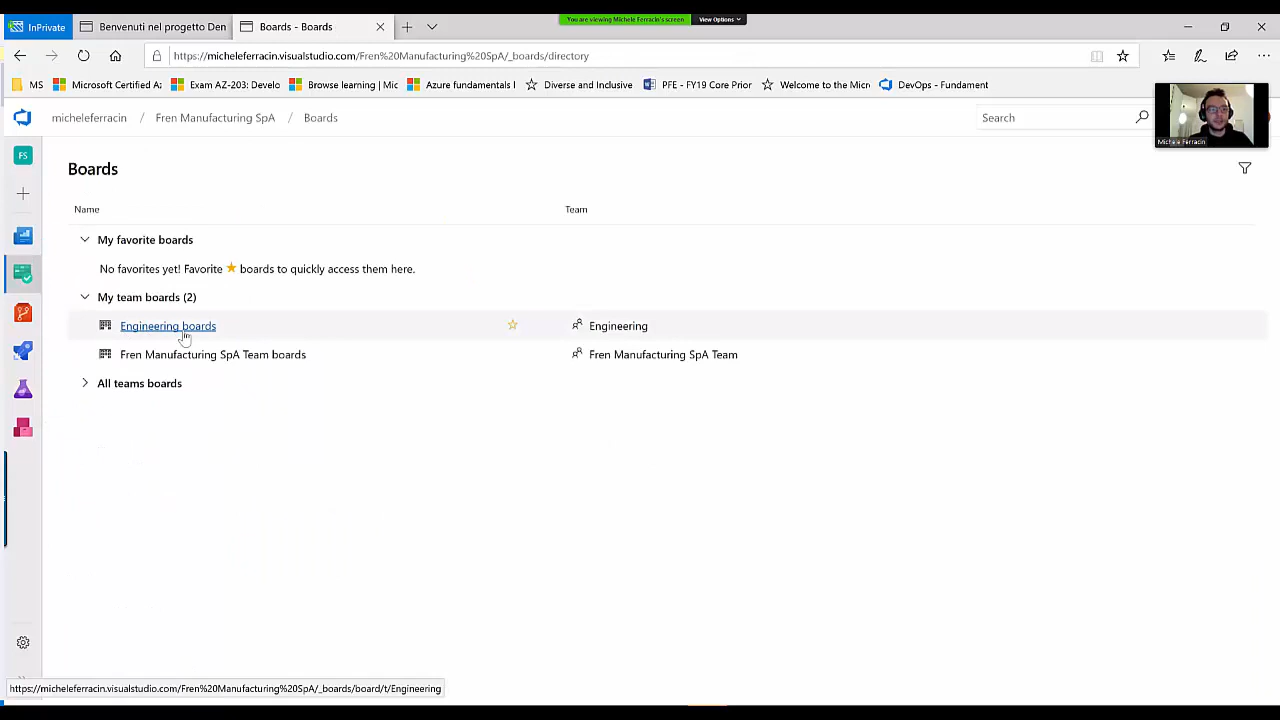 InPrivate
Benvenuti nel progetto Den
Boards - Boards
You are viewing Michele Ferracin's screen
View Options
https://micheleferracin.visualstudio.com/Fren%20Manufacturing%20SpA/_boards/directory
MS
Microsoft Certified Az
Exam AZ-203: Develo
Browse learning | Mic
Azure fundamentals l
Diverse and Inclusive
PFE - FY19 Core Prior
Welcome to the Micr
DevOps - Fundament
micheleferracin / Fren Manufacturing SpA / Boards
Search
Michele Ferracin
FS
Boards
Name
Team
My favorite boards
No favorites yet! Favorite ★ boards to quickly access them here.
My team boards (2)
Engineering boards
Engineering
Fren Manufacturing SpA Team boards
Fren Manufacturing SpA Team
All teams boards
https://micheleferracin.visualstudio.com/Fren%20Manufacturing%20SpA/_boards/board/t/Engineering